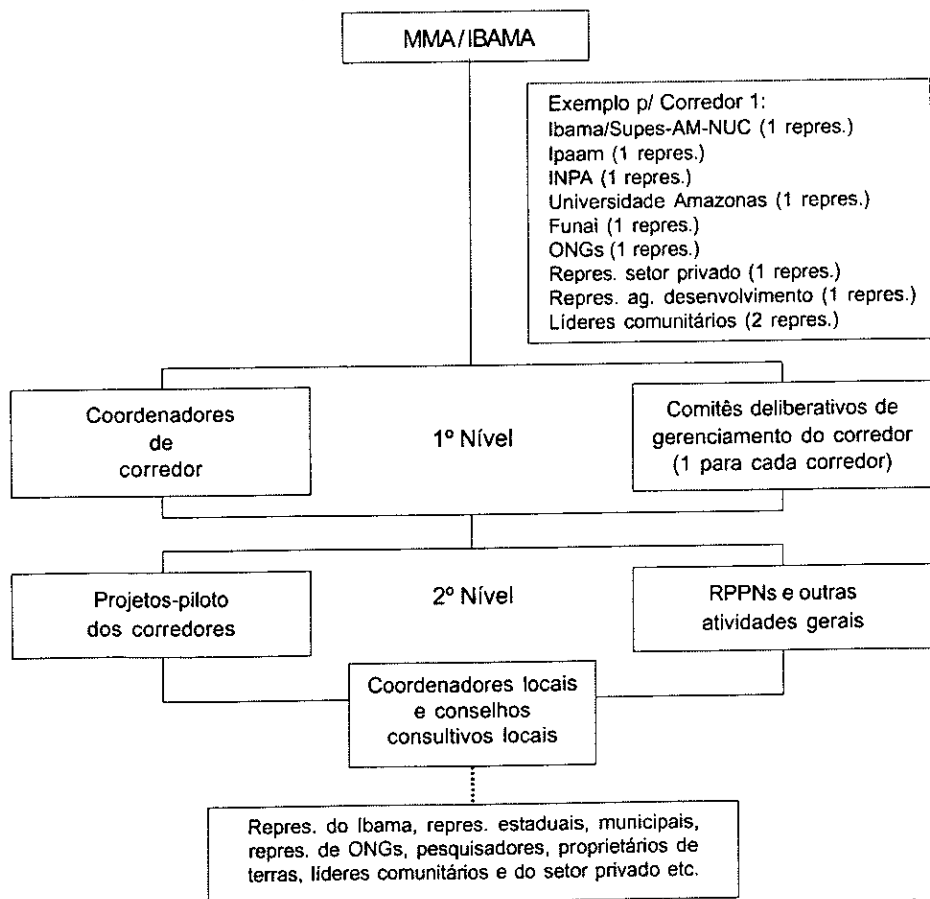 MMA/IBAMA
Exemplo p/ Corredor 1:
Ibama/Supes-AM-NUC (1 repres.)
Ipaam (1 repres.)
INPA (1 repres.)
Universidade Amazonas (1 repres.)
Funai (1 repres.)
ONGs (1 repres.)
Repres. setor privado (1 repres.)
Repres. ag. desenvolvimento (1 repres.)
Líderes comunitários (2 repres.)
Coordenadores
de
corredor
1º Nível
Comitês deliberativos de
gerenciamento do corredor
(1 para cada corredor)
Projetos-piloto
dos corredores
2º Nível
RPPNs e outras
atividades gerais
Coordenadores locais
e conselhos
consultivos locais
Repres. do Ibama, repres. estaduais, municipais,
repres. de ONGs, pesquisadores, proprietários de
terras, líderes comunitários e do setor privado etc.